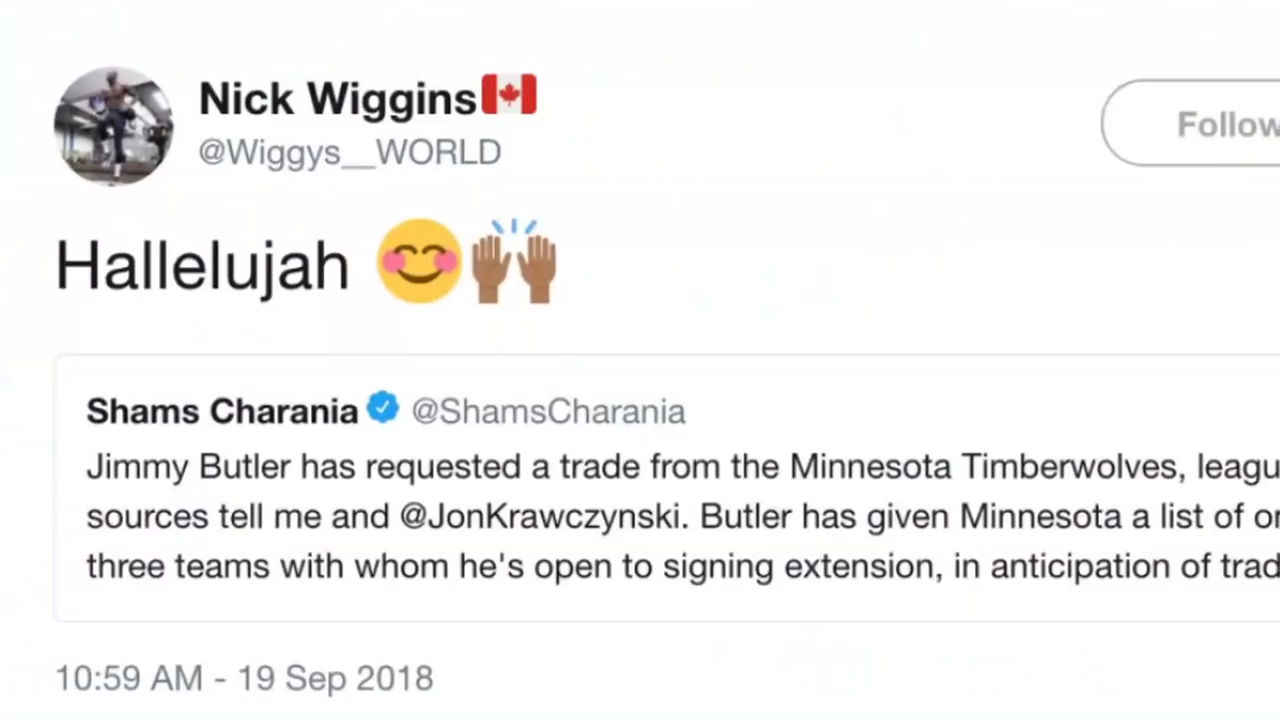 Nick Wiggins
@Wiggys__WORLD
Follow
Hallelujah
Shams Charania @ShamsCharania
Jimmy Butler has requested a trade from the Minnesota Timberwolves,
sources tell me and @JonKrawczynski. Butler has given Minnesota a list of
three teams with whom he's open to signing extension, in anticipation of
10:59 AM - 19 Sep 2018